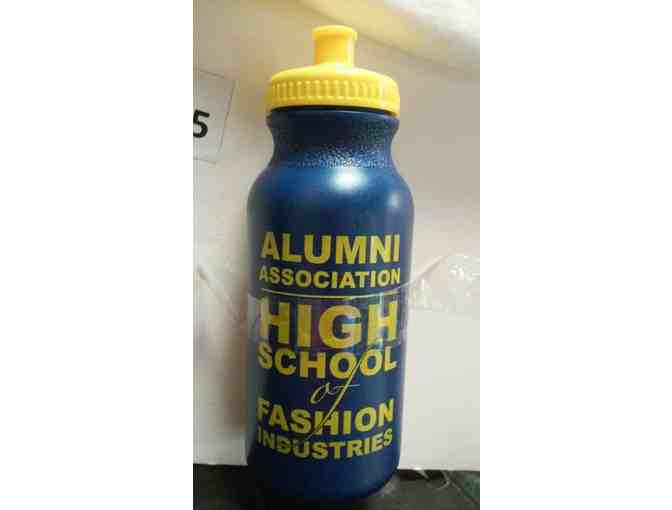 5
ALUMNI
ASSOCIATION
HIGH
SCHOOL
of
FASHION
INDUSTRIES